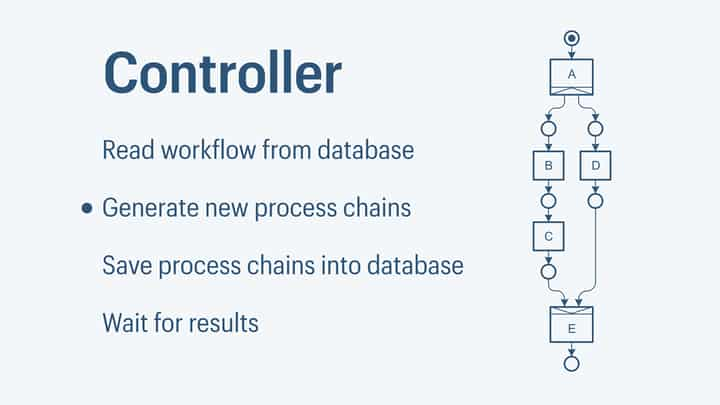 Controller
Read workflow from database
Generate new process chains
Save process chains into database
Wait for results
A
B
D
C
E